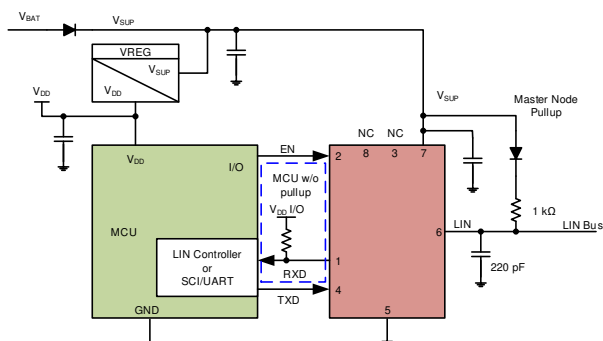 VBAT
VSUP
VREG
VSUP
VDD
VDD
VSUP
Master Node
Pullup
NC NC
EN
2 8 3 7
VDD
I/O
MCU w/o
pullup
VDD I/O
1 kΩ
MCU
6
LIN
LIN Bus
LIN Controller
or
SCI/UART
1
RXD
220 pF
TXD
4
GND
5